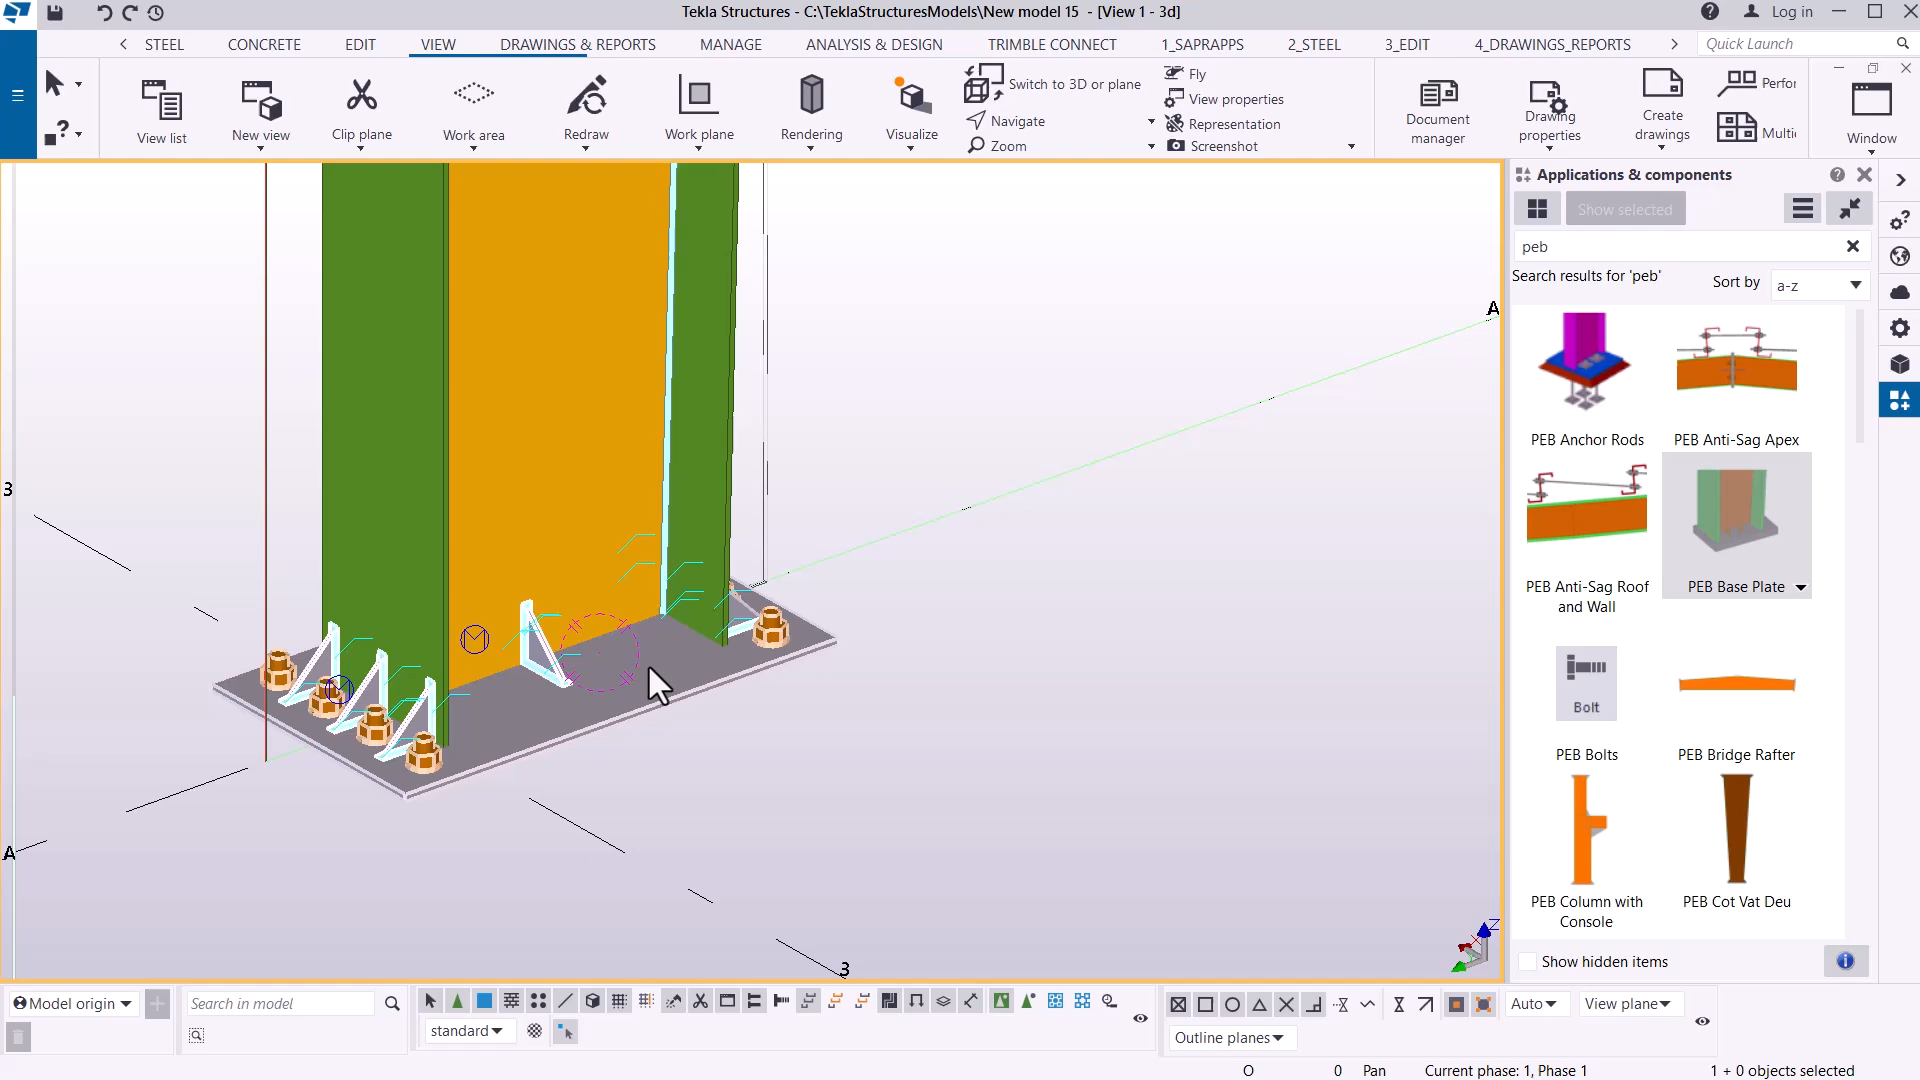 Tekla Structures - C:\TeklaStructuresModels\New model 15 - [View 1 - 3d]
Log in
STEEL CONCRETE EDIT VIEW DRAWINGS & REPORTS MANAGE ANALYSIS & DESIGN TRIMBLE CONNECT 1_SAPRAPPS 2_STEEL 3_EDIT 4_DRAWINGS_REPORTS
Quick Launch
View list
New view
Clip plane
Work area
Redraw
Work plane
Rendering
Visualize
Switch to 3D or plane
Navigate
Zoom
Fly
View properties
Representation
Screenshot
Document
manager
Drawing
properties
Create
drawings
Perfor
Multi
Window
Applications & components
Show selected
peb
Search results for 'peb'
Sort by
a-z
PEB Anchor Rods
PEB Anti-Sag Apex
PEB Anti-Sag Roof
and Wall
PEB Base Plate
Bolt
PEB Bolts
PEB Bridge Rafter
PEB Column with
Console
PEB Cot Vat Deu
Show hidden items
A
3
A
3
M
M
Z
X
Model origin
Search in model
standard
Auto
View plane
Outline planes
O 0 Pan Current phase: 1, Phase 1 1 + 0 objects selected